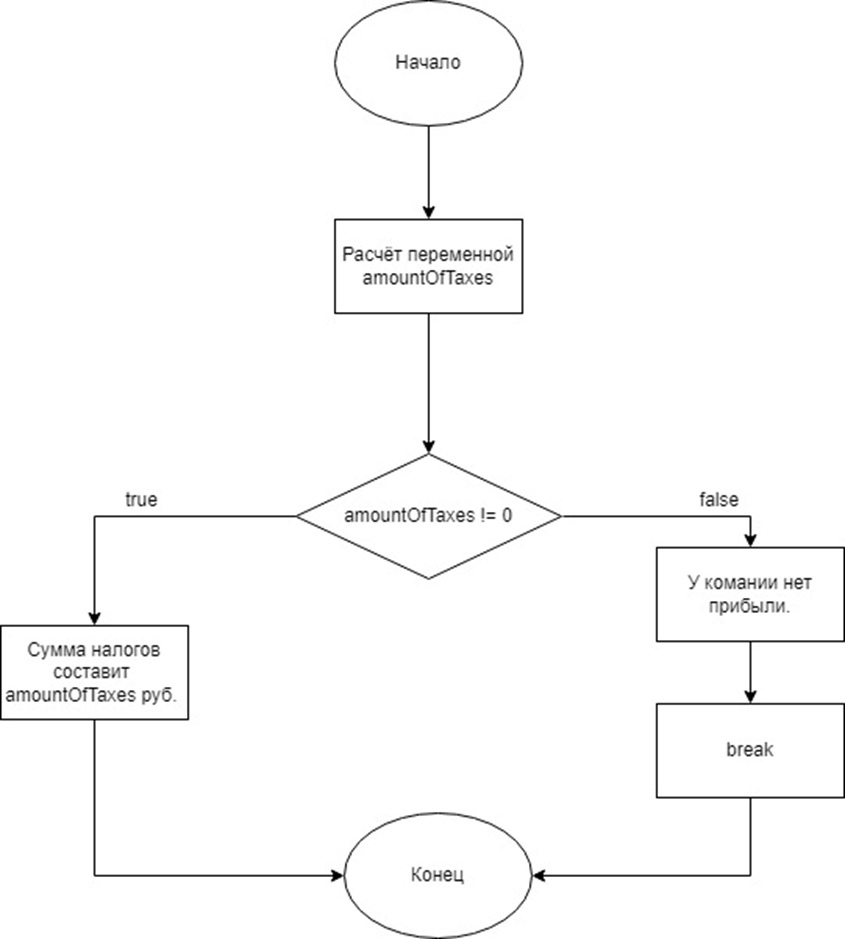 Начало
Расчёт переменной
amountOfTaxes
true
amountOfTaxes != 0
false
У комании нет
прибыли.
Сумма налогов
составит
amountOfTaxes руб.
break
Конец